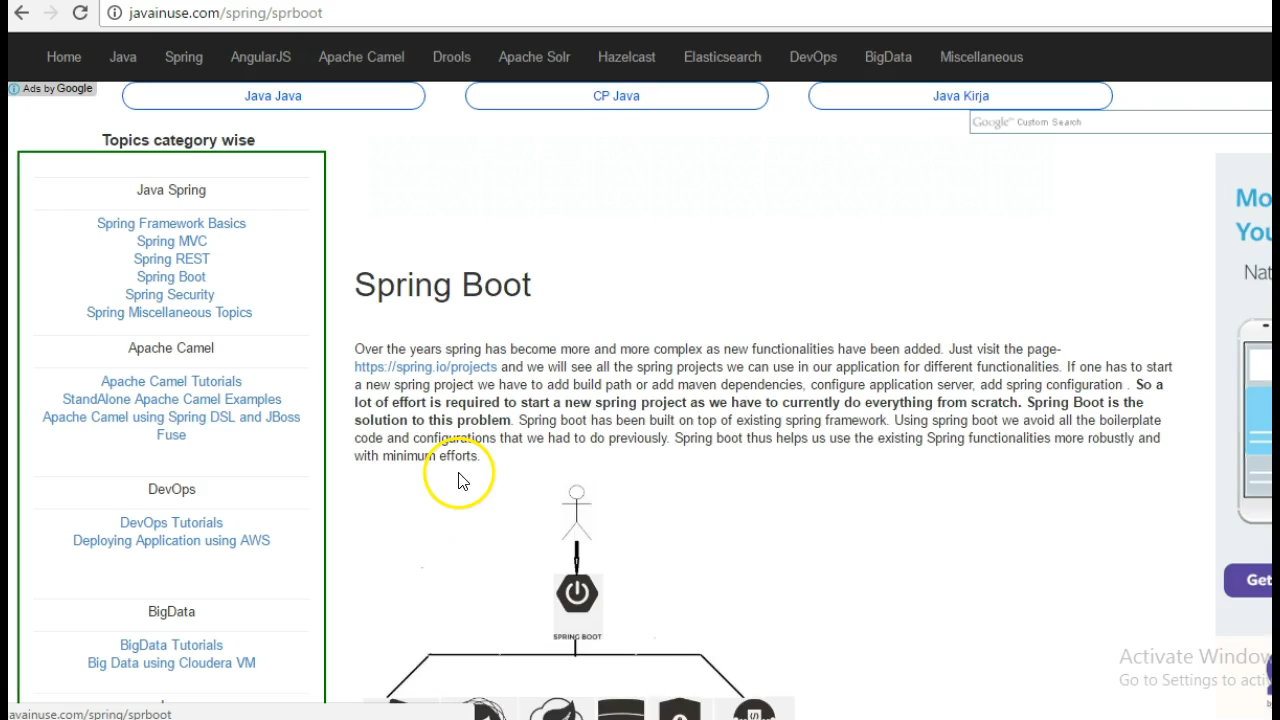 javainuse.com/spring/sprboot
Home Java Spring AngularJS Apache Camel Drools Apache Solr Hazelcast Elasticsearch DevOps BigData Miscellaneous
Ads by Google
Java Java CP Java Java Kirja
Google™ Custom Search
Topics category wise
Java Spring
Spring Framework Basics
Spring MVC
Spring REST
Spring Boot
Spring Security
Spring Miscellaneous Topics
Apache Camel
Apache Camel Tutorials
StandAlone Apache Camel Examples
Apache Camel using Spring DSL and JBoss
Fuse
DevOps
DevOps Tutorials
Deploying Application using AWS
BigData
BigData Tutorials
Big Data using Cloudera VM
Spring Boot
Over the years spring has become more and more complex as new functionalities have been added. Just visit the page-
https://spring.io/projects and we will see all the spring projects we can use in our application for different functionalities. If one has to start
a new spring project we have to add build path or add maven dependencies, configure application server, add spring configuration . So a
lot of effort is required to start a new spring project as we have to currently do everything from scratch. Spring Boot is the
solution to this problem. Spring boot has been built on top of existing spring framework. Using spring boot we avoid all the boilerplate
code and configurations that we had to do previously. Spring boot thus helps us use the existing Spring functionalities more robustly and
with minimum efforts.
SPRING BOOT
Mo
You
Nat
Get
Activate Window
Go to Settings to acti
javainuse.com/spring/sprboot